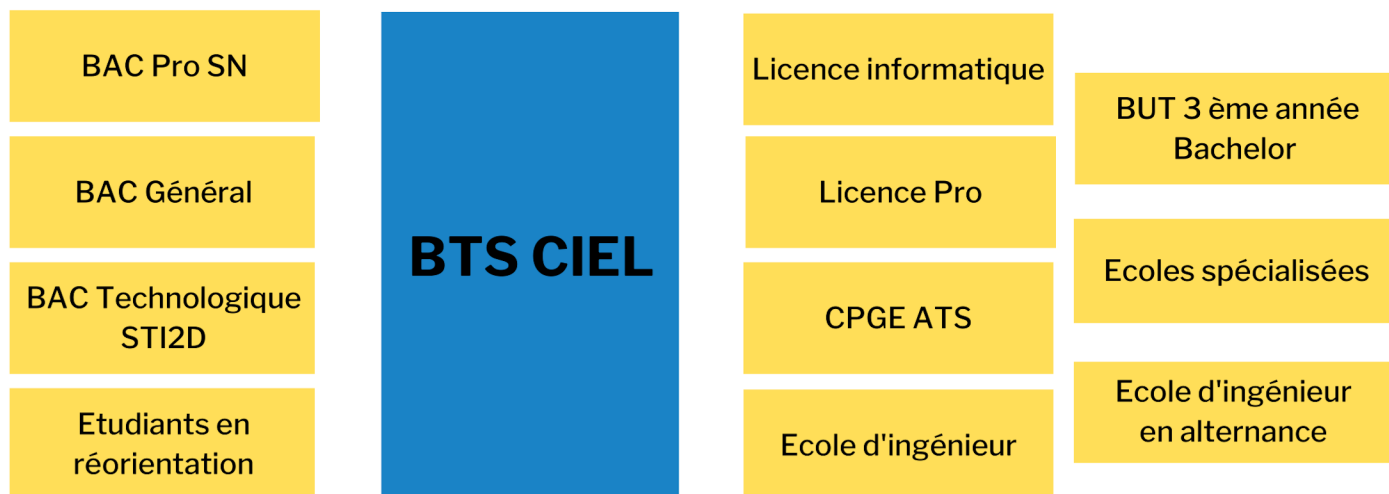 BAC Pro SN
BAC Général
BAC Technologique
STI2D
Etudiants en
réorientation
BTS CIEL
Licence informatique
Licence Pro
CPGE ATS
Ecole d'ingénieur
BUT 3 ème année
Bachelor
Ecoles spécialisées
Ecole d'ingénieur
en alternance